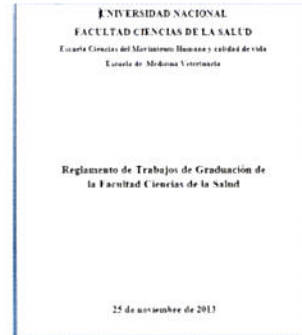 UNIVERSIDAD NACIONAL
FACULTAD CIENCIAS DE LA SALUD
Escuela Ciencias del Movimiento Humano y calidad de vida
Escuela de Medicina Veterinaria
Reglamento de Trabajos de Graduación de
la Facultad Ciencias de la Salud
25 de noviembre de 2013